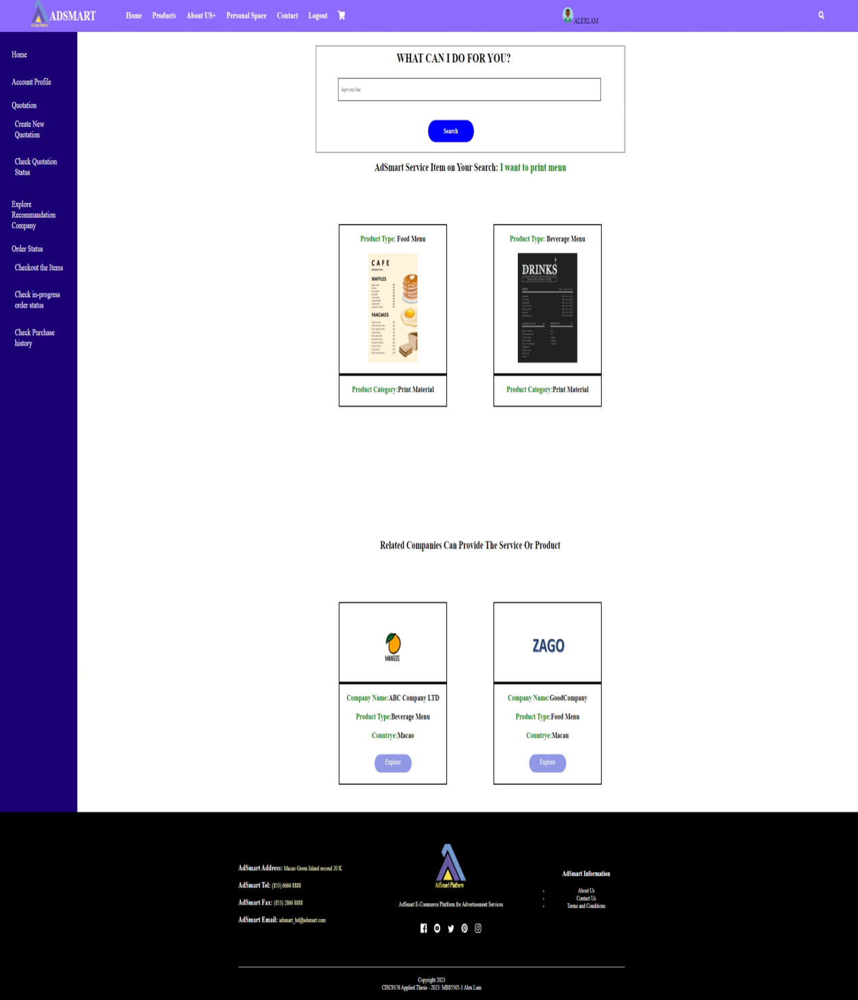 ADSMART
AdSmart Platform
Home
Products
About US+
Personal Space
Contact
Logout
ALEXLAM
Home
Account Profile
Quotation
Create New
Quotation
Check Quotation
Status
Explore
Recommandation
Company
Order Status
Checkout the Items
Check in-progress
order status
Check Purchase
history
WHAT CAN I DO FOR YOU?
Input your Idea
Search
AdSmart Service Item on Your Search: I want to print menu
Product Type: Food Menu
CAFE
WAFFLES
PANCAKES
Product Category:Print Material
Product Type: Beverage Menu
DRINKS
Product Category:Print Material
Related Companies Can Provide The Service Or Product
MANGOS
Company Name:ABC Company LTD
Product Type:Beverage Menu
Countrye:Macao
Explore
ZAGO
Company Name:GoodCompany
Product Type:Food Menu
Countrye:Macau
Explore
AdSmart Address: Macao Green Island second 20 K
AdSmart Tel: (853) 6666 8888
AdSmart Fax: (853) 2866 8888
AdSmart Email: adsmart_hd@adsmart.com
AdSmart Platform
AdSmart E-Commerce Platform for Advertisement Services
AdSmart Information
About Us
Contact Us
Terms and Conditions
Copyright 2023
CISC9176 Applied Thesis - 2023: MB85505-1 Alex Lam